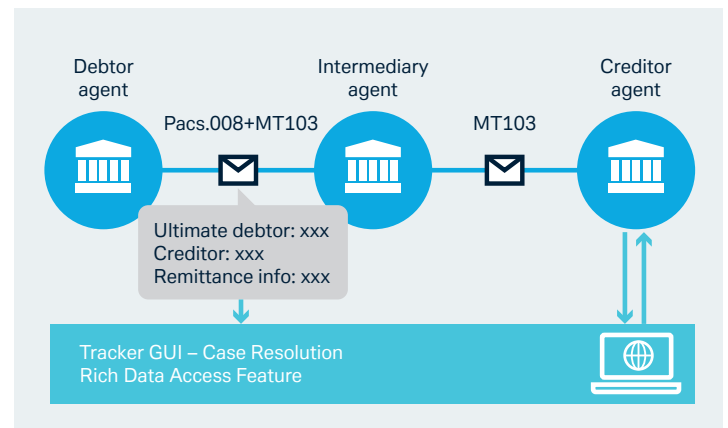 Debtor
agent
Intermediary
agent
Creditor
agent
Pacs.008+MT103
MT103
Ultimate debtor: xxx
Creditor: xxx
Remittance info: xxx
Tracker GUI – Case Resolution
Rich Data Access Feature